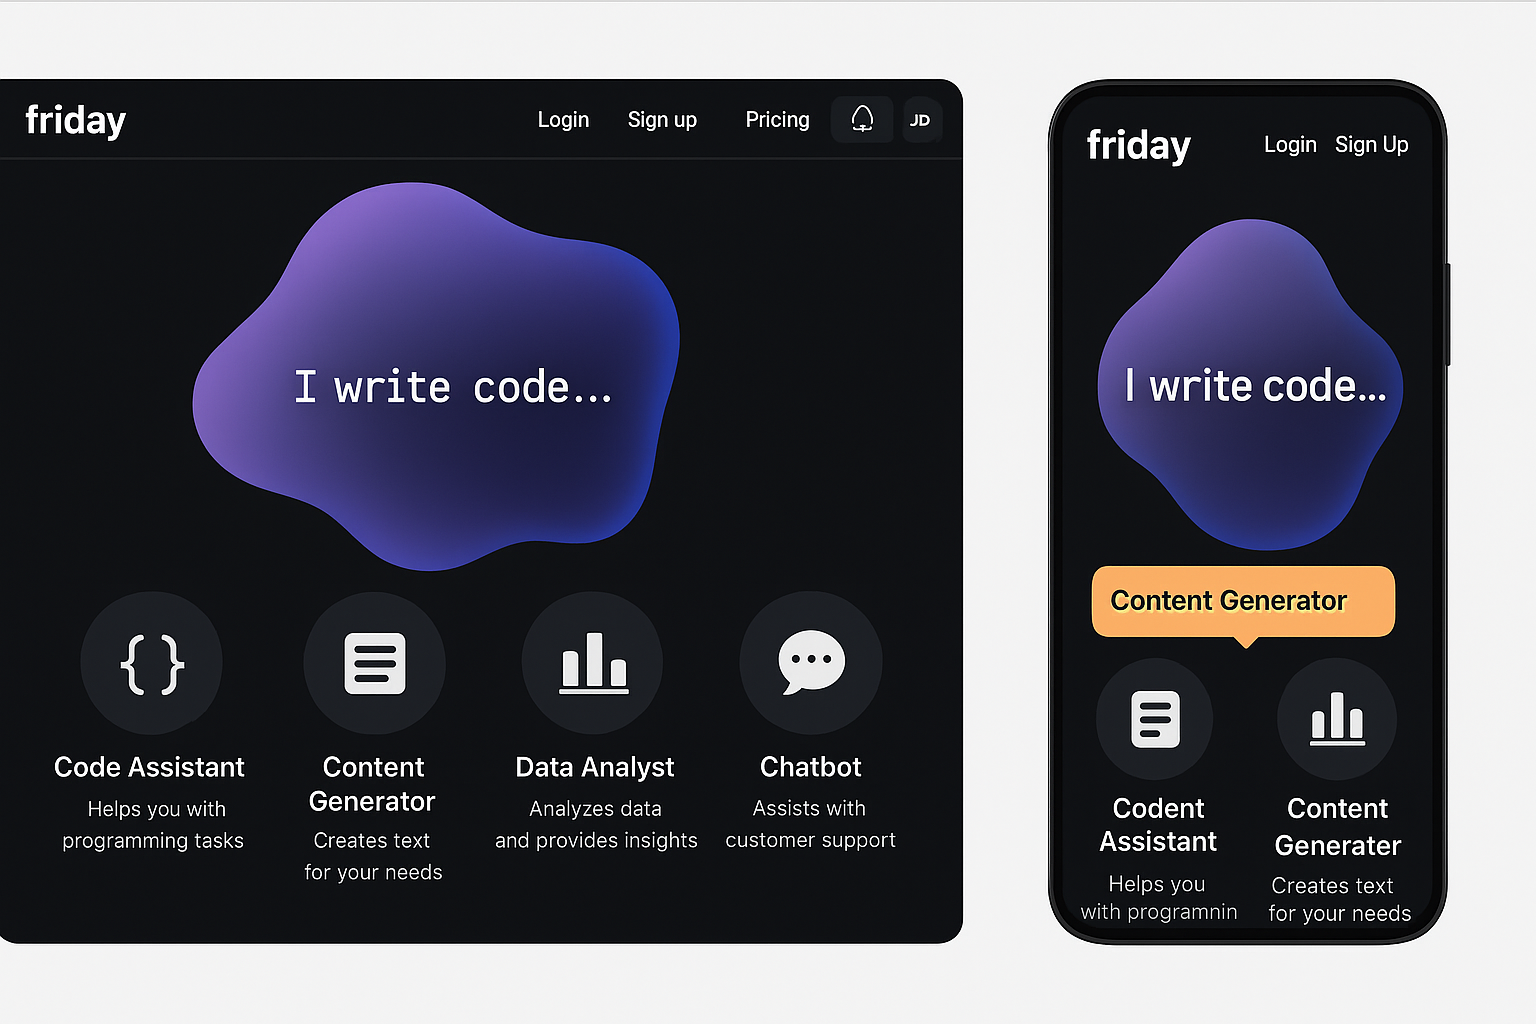 friday
Login Sign up Pricing JD
I write code...
{ }
Code Assistant
Helps you with
programming tasks
Content
Generator
Creates text
for your needs
Data Analyst
Analyzes data
and provides insights
Chatbot
Assists with
customer support
friday
Login Sign Up
I write code...
Content Generator
Codent
Assistant
Helps you
with programnin
Content
Generater
Creates text
for your needs